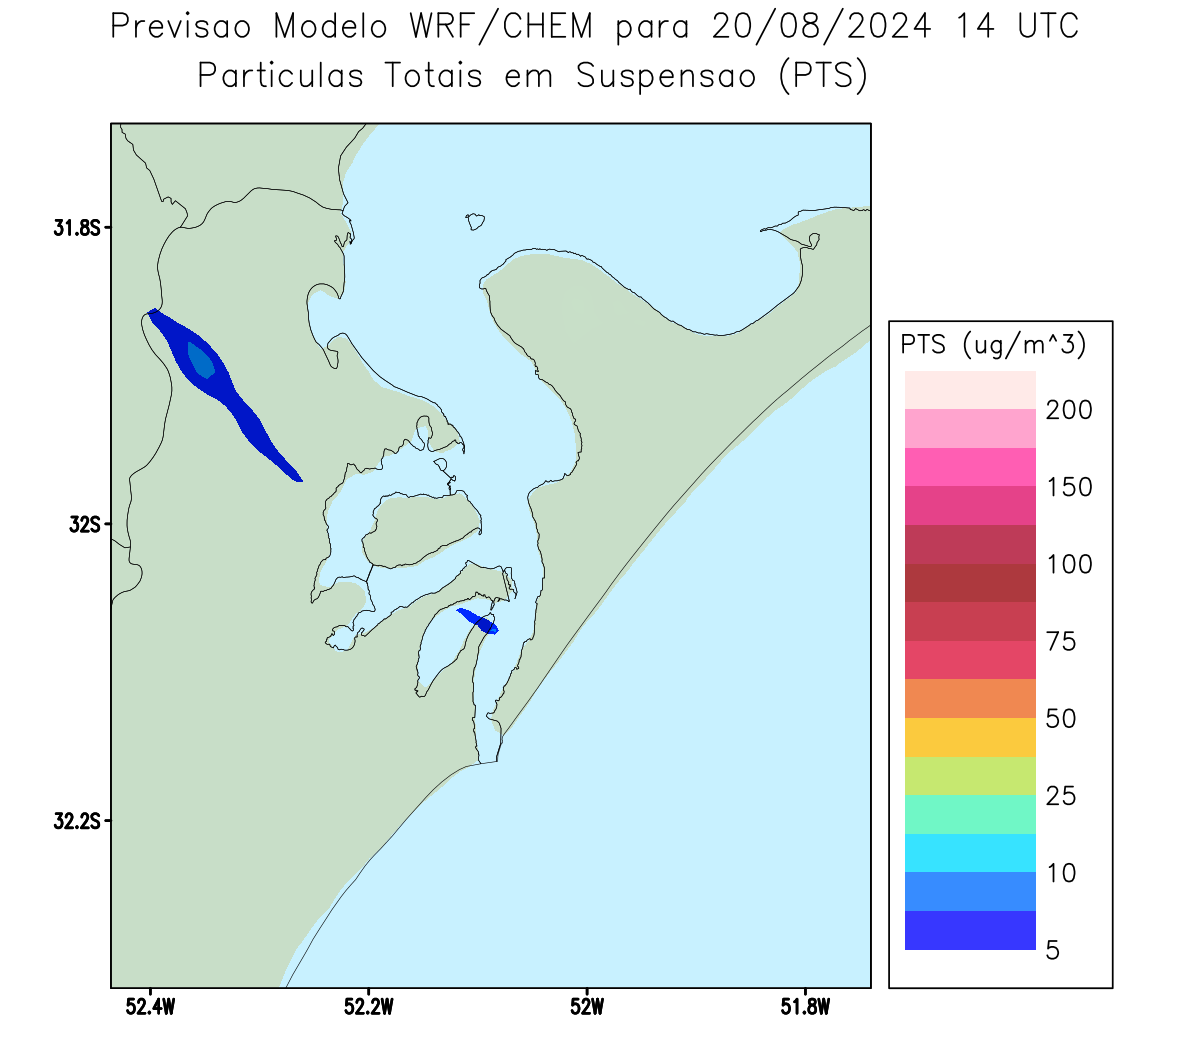 Previsao Modelo WRF/CHEM para 20/08/2024 14 UTC
Particulas Totais em Suspensao (PTS)
31.8S
32S
32.2S
52.4W
52.2W
52W
51.8W
PTS (ug/m^3)
200
150
100
75
50
25
10
5